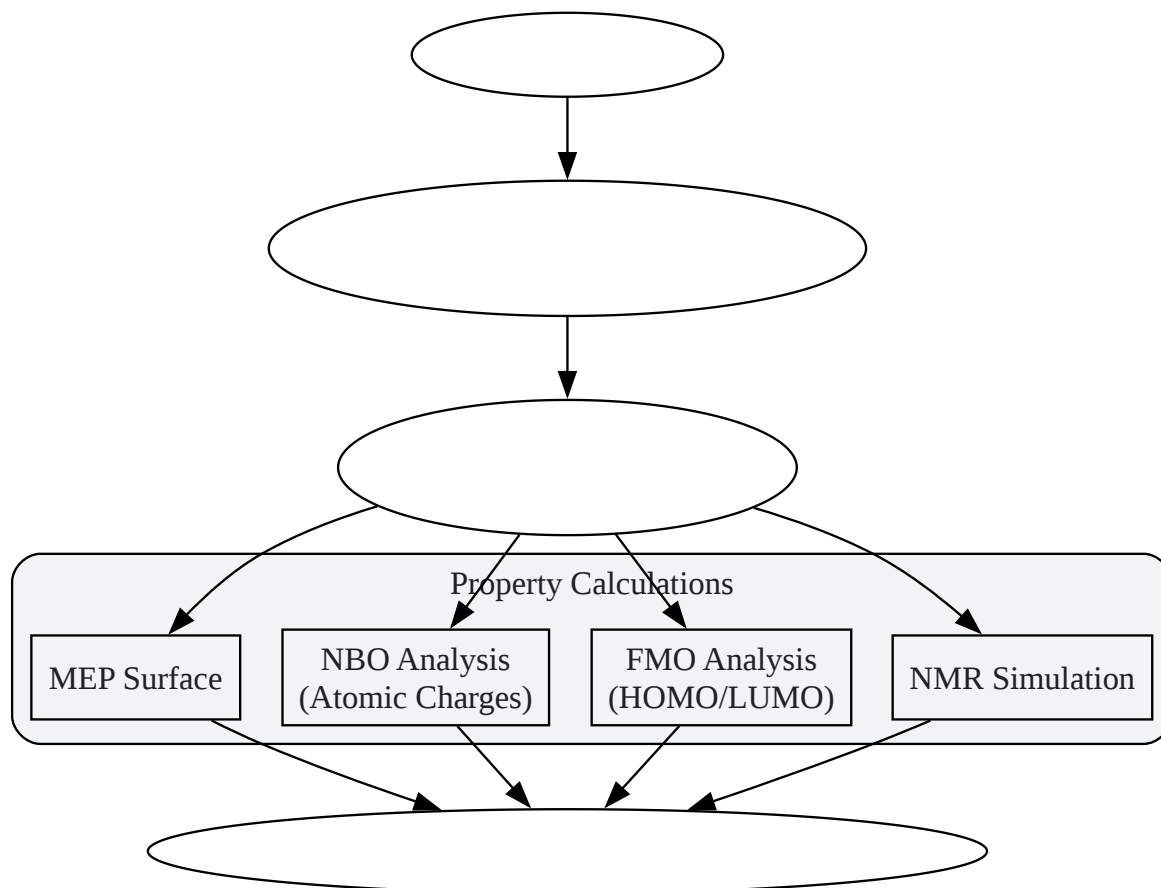 Property Calculations
MEP Surface
NBO Analysis
(Atomic Charges)
FMO Analysis
(HOMO/LUMO)
NMR Simulation